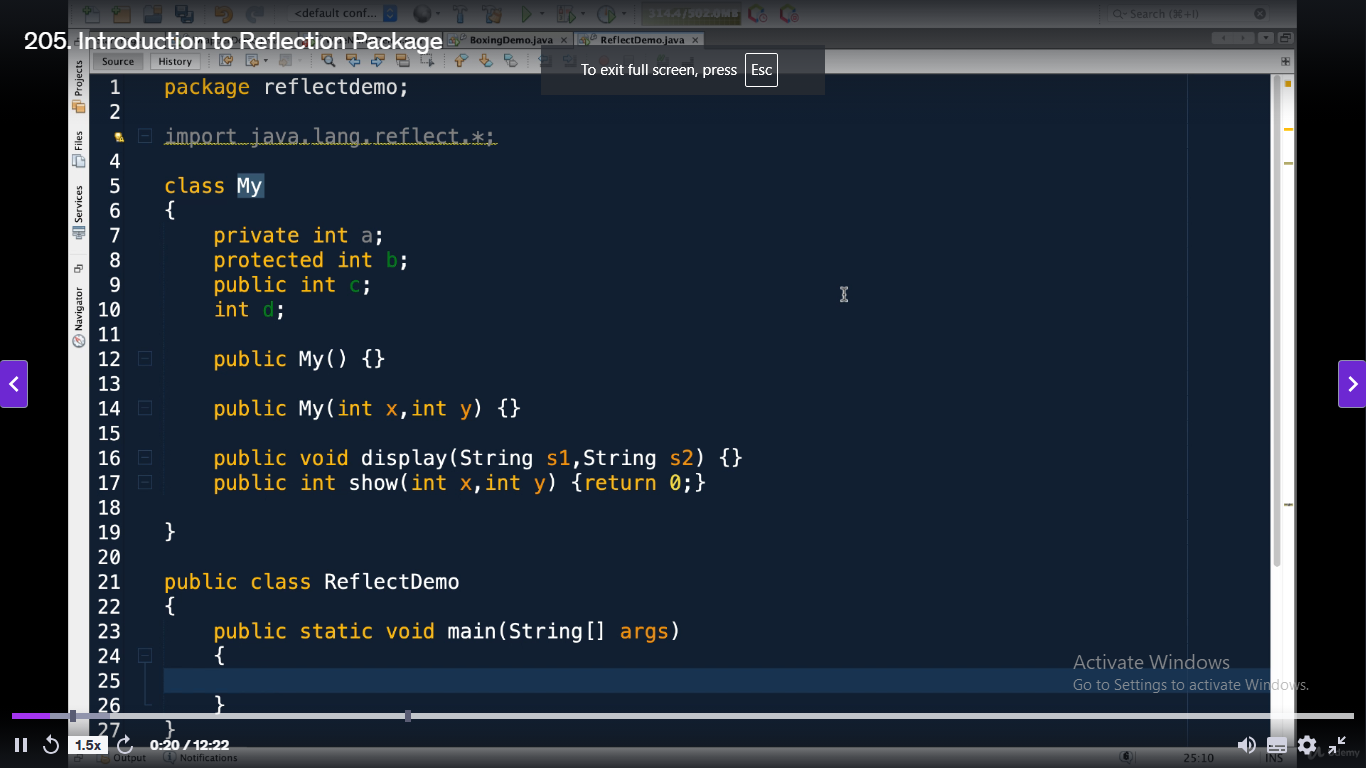 <default conf...
314.4/502.0MB
Search (⌘+I)
205. Introduction to Reflection Package
BoxingDemo.java ×
ReflectDemo.java ×
Source
History
To exit full screen, press Esc
Projects
Files
Services
Navigator
1 package reflectdemo;
2
import java.lang.reflect.*;
4
5 class My
6 {
7 private int a;
8 protected int b;
9 public int c;
10 int d;
11
12 public My() {}
13
14 public My(int x,int y) {}
15
16 public void display(String s1,String s2) {}
17 public int show(int x,int y) {return 0;}
18
19 }
20
21 public class ReflectDemo
22 {
23 public static void main(String[] args)
24 {
25
26 }
27 }
Activate Windows
Go to Settings to activate Windows.
1.5x
0:20 / 12:22
Output
Notifications
25:10
INS